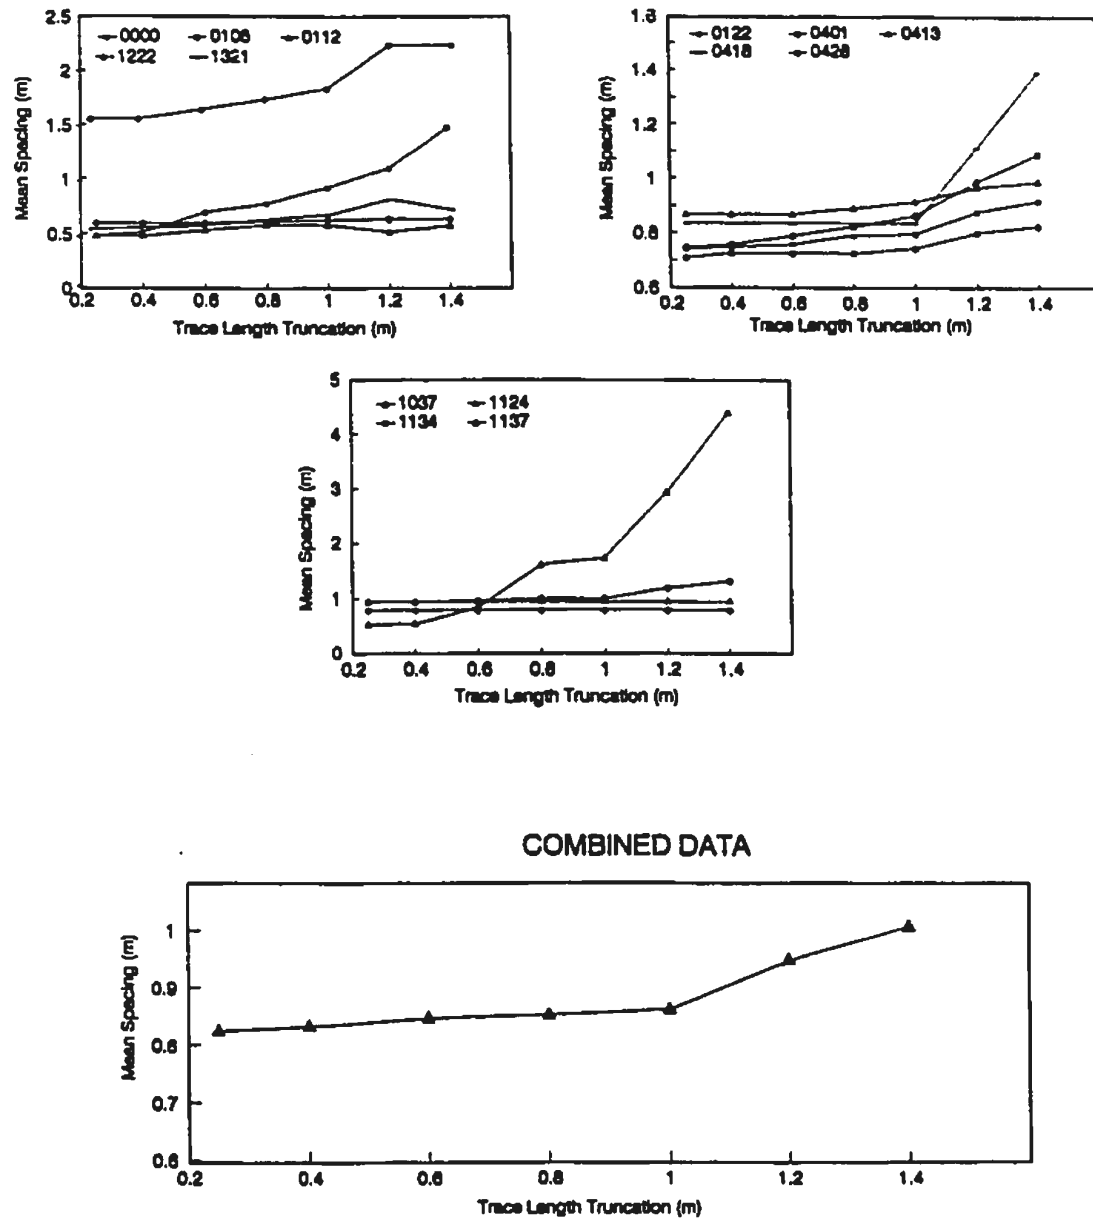 2.5
0000 0106 0112
1222 1321
2
1.5
1
0.5
0
Mean Spacing (m)
0.2 0.4 0.6 0.8 1 1.2 1.4
Trace Length Truncation (m)
1.6
0122 0401 0413
0418 0428
1.4
1.2
1
0.8
0.6
Mean Spacing (m)
0.2 0.4 0.6 0.8 1 1.2 1.4
Trace Length Truncation (m)
5
1037 1124
1134 1137
4
3
2
1
0
Mean Spacing (m)
0.2 0.4 0.6 0.8 1 1.2 1.4
Trace Length Truncation (m)
COMBINED DATA
1
0.9
0.8
0.7
0.6
Mean Spacing (m)
0.2 0.4 0.6 0.8 1 1.2 1.4
Trace Length Truncation (m)